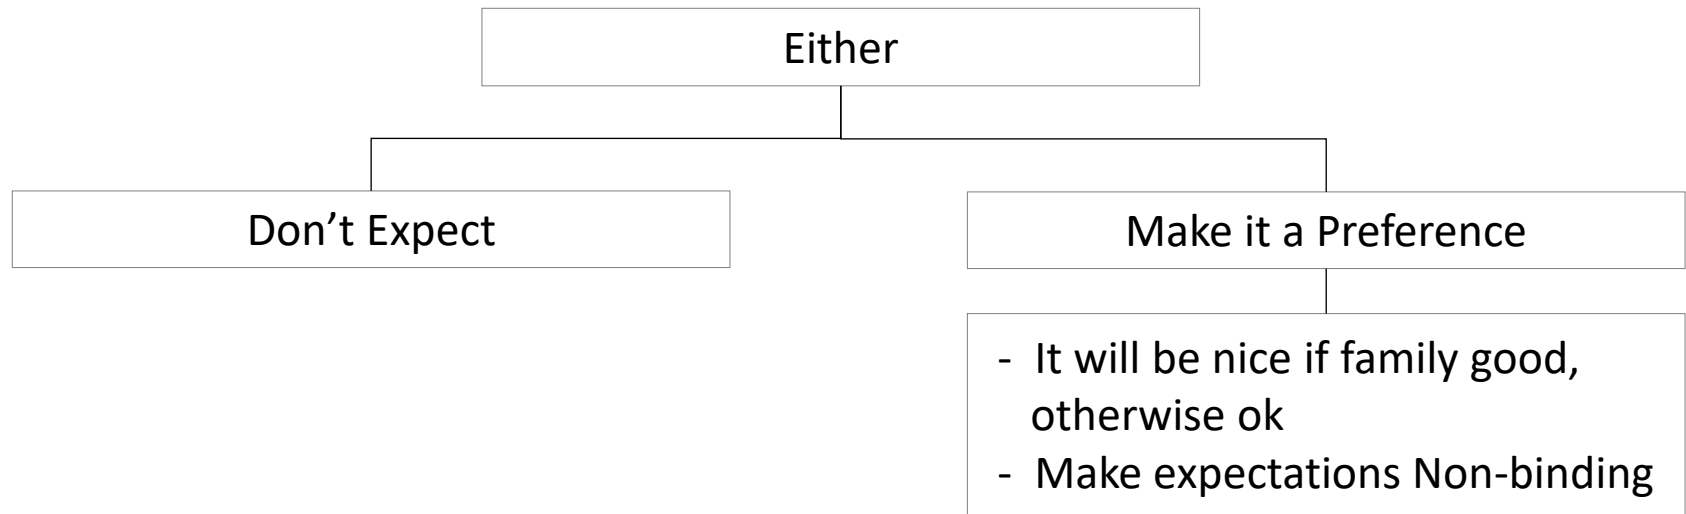 Either
Don’t Expect
Make it a Preference
- It will be nice if family good,
otherwise ok
- Make expectations Non-binding